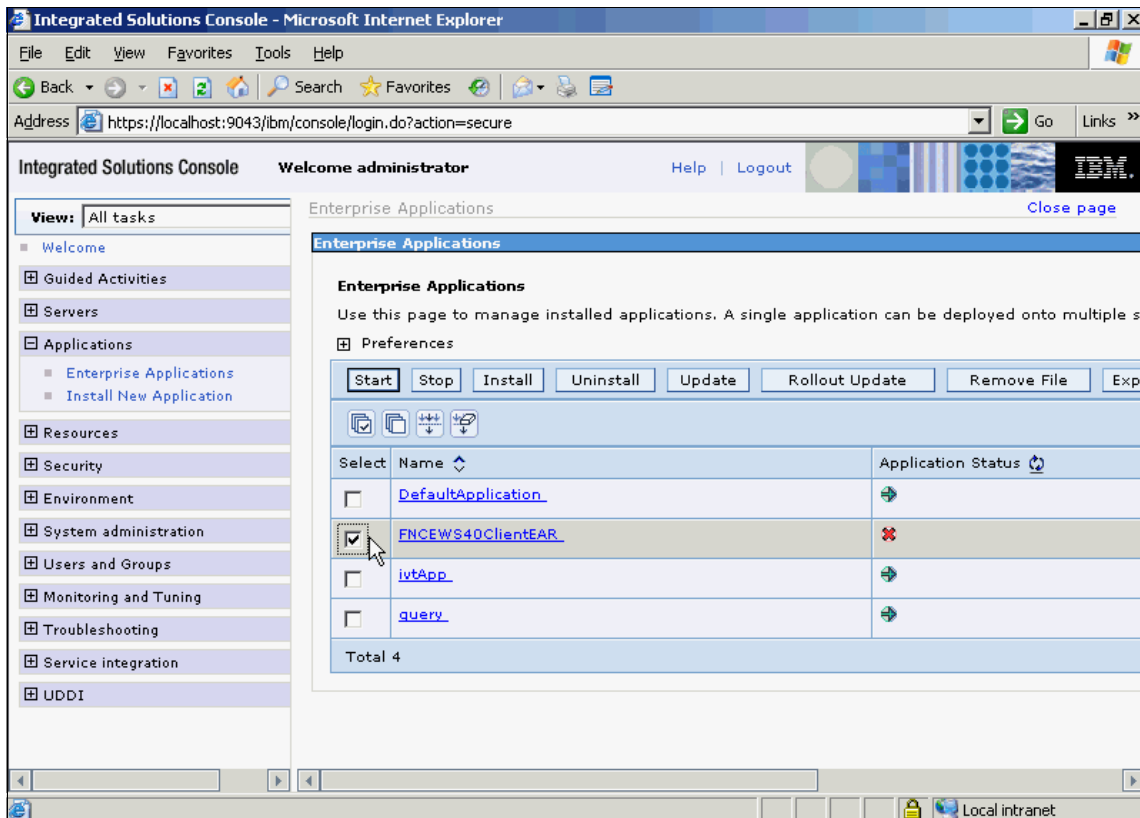 Integrated Solutions Console - Microsoft Internet Explorer
File Edit View Favorites Tools Help
Back Search Favorites
Address https://localhost:9043/ibm/console/login.do?action=secure Go Links »
Integrated Solutions Console Welcome administrator Help | Logout IBM.
View: All tasks
Welcome
Guided Activities
Servers
Applications
Enterprise Applications
Install New Application
Resources
Security
Environment
System administration
Users and Groups
Monitoring and Tuning
Troubleshooting
Service integration
UDDI
Enterprise Applications Close page
Enterprise Applications
Enterprise Applications
Use this page to manage installed applications. A single application can be deployed onto multiple s
Preferences
Start Stop Install Uninstall Update Rollout Update Remove File Exp
Select Name Application Status
DefaultApplication
FNCEWS40ClientEAR
ivtApp
query
Total 4
Local intranet